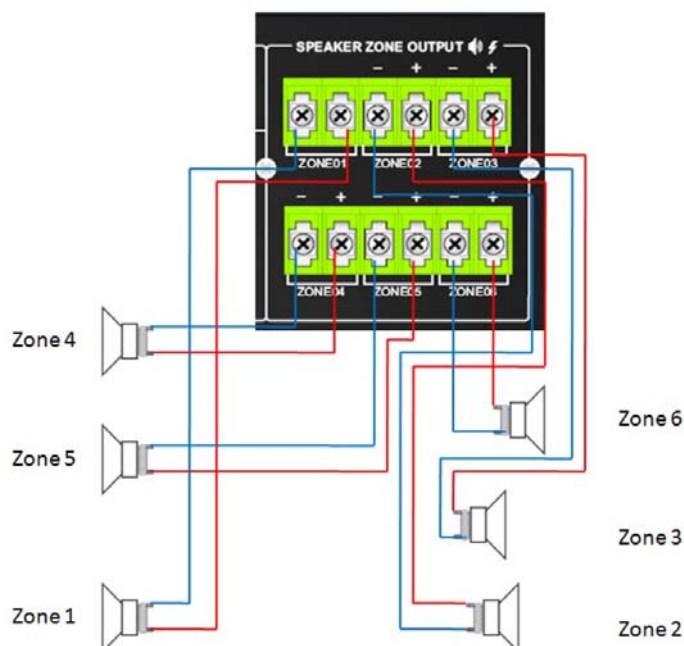 SPEAKER ZONE OUTPUT
− + − +
ZONE01 ZONE02 ZONE03
− + − + − +
ZONE04 ZONE05 ZONE06
Zone 4
Zone 6
Zone 5
Zone 3
Zone 1
Zone 2